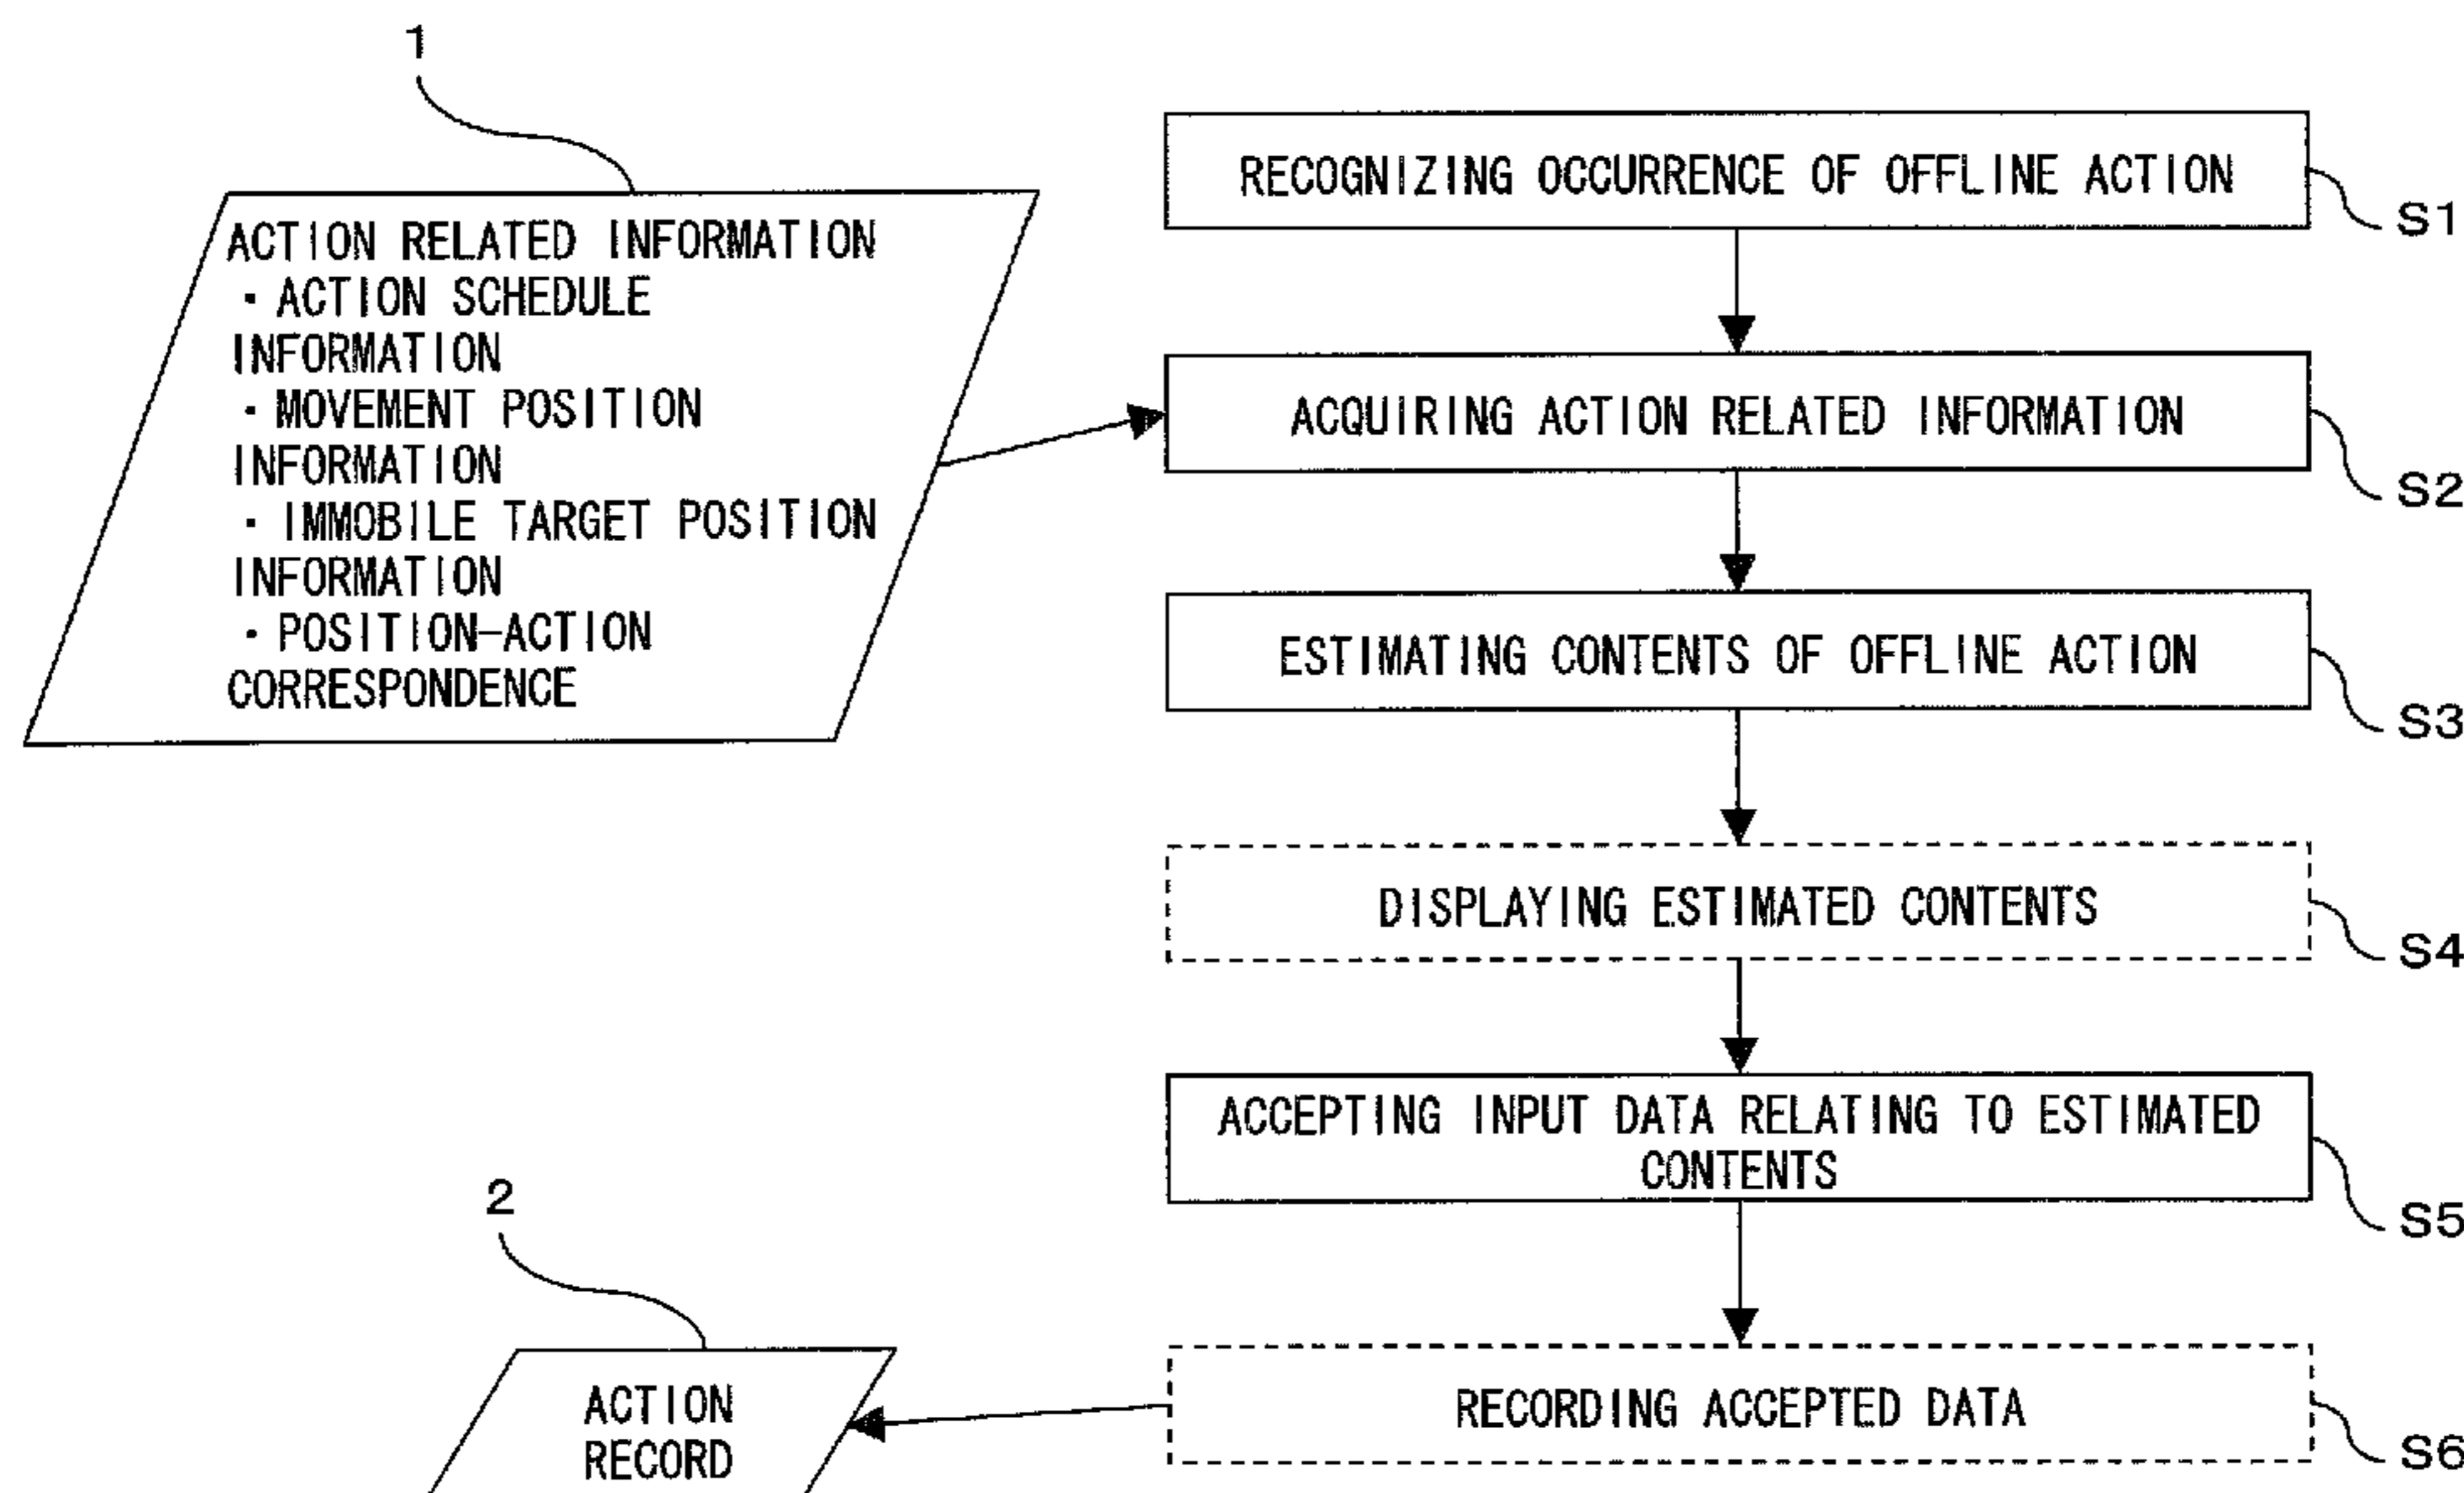 1
ACTION RELATED INFORMATION
・ACTION SCHEDULE
INFORMATION
・MOVEMENT POSITION
INFORMATION
・IMMOBILE TARGET POSITION
INFORMATION
・POSITION-ACTION
CORRESPONDENCE
RECOGNIZING OCCURRENCE OF OFFLINE ACTION
S1
ACQUIRING ACTION RELATED INFORMATION
S2
ESTIMATING CONTENTS OF OFFLINE ACTION
S3
DISPLAYING ESTIMATED CONTENTS
S4
ACCEPTING INPUT DATA RELATING TO ESTIMATED
CONTENTS
S5
RECORDING ACCEPTED DATA
S6
2
ACTION
RECORD